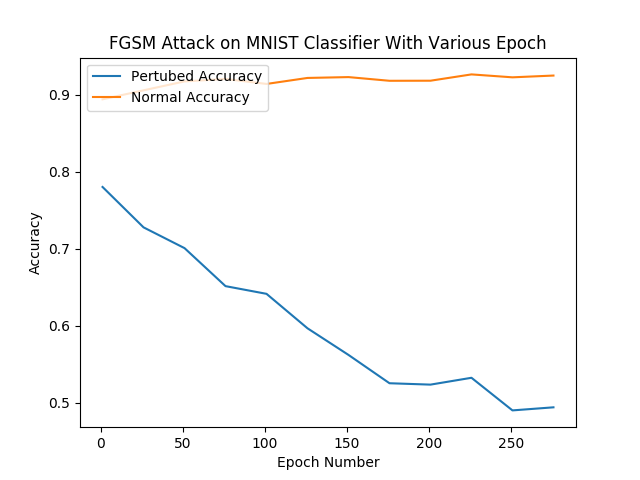 FGSM Attack on MNIST Classifier With Various Epoch
Pertubed Accuracy
Normal Accuracy
0.9
0.8
0.7
0.6
0.5
Accuracy
0 50 100 150 200 250
Epoch Number